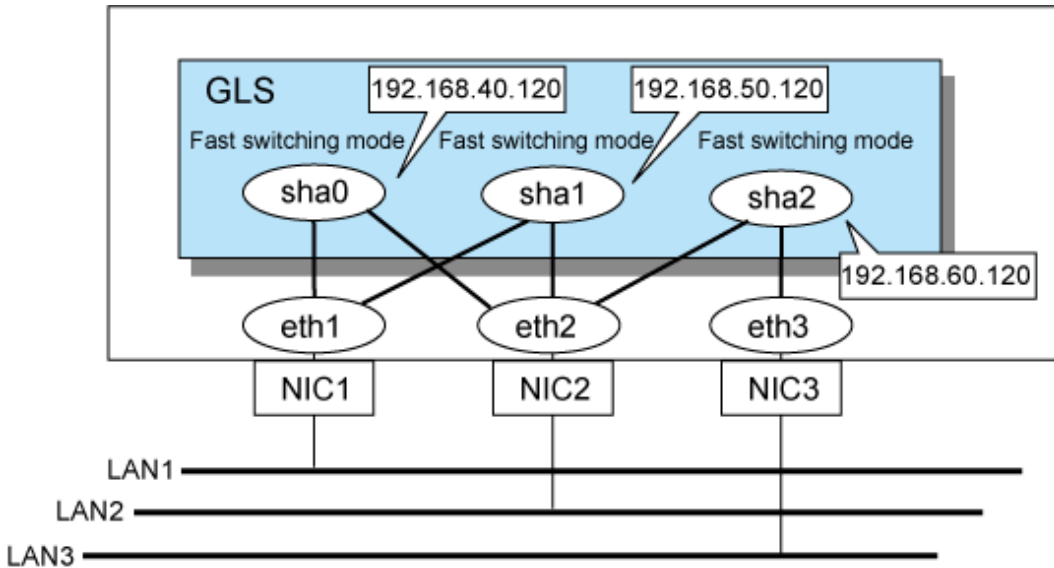 GLS
192.168.40.120
192.168.50.120
Fast switching mode
Fast switching mode
Fast switching mode
sha0
sha1
sha2
192.168.60.120
eth1
eth2
eth3
NIC1
NIC2
NIC3
LAN1
LAN2
LAN3